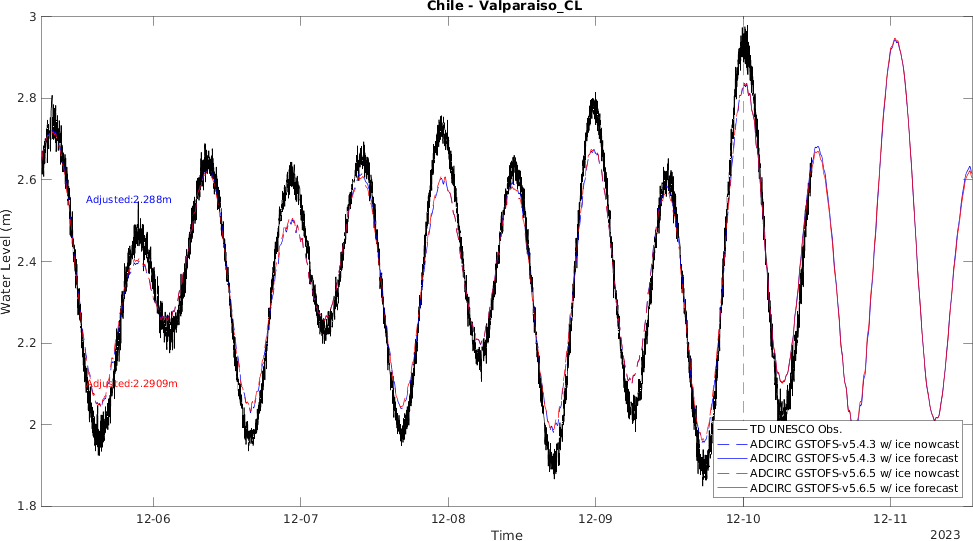 Chile - Valparaiso_CL
3
2.8
2.6
2.4
2.2
2
1.8
Water Level (m)
Adjusted:2.288m
Adjusted:2.2909m
TD UNESCO Obs.
ADCIRC GSTOFS-v5.4.3 w/ ice nowcast
ADCIRC GSTOFS-v5.4.3 w/ ice forecast
ADCIRC GSTOFS-v5.6.5 w/ ice nowcast
ADCIRC GSTOFS-v5.6.5 w/ ice forecast
12-06 12-07 12-08 12-09 12-10 12-11
Time
2023